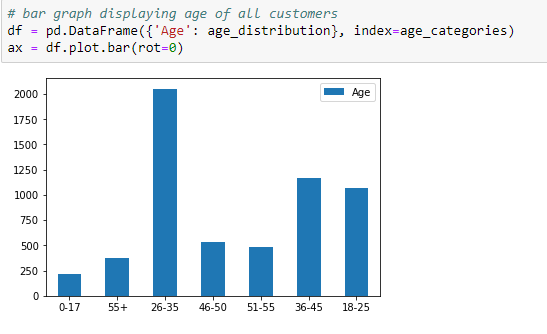 # bar graph displaying age of all customers
df = pd.DataFrame({'Age': age_distribution}, index=age_categories)
ax = df.plot.bar(rot=0)
Age
2000
1750
1500
1250
1000
750
500
250
0
0-17 55+ 26-35 46-50 51-55 36-45 18-25